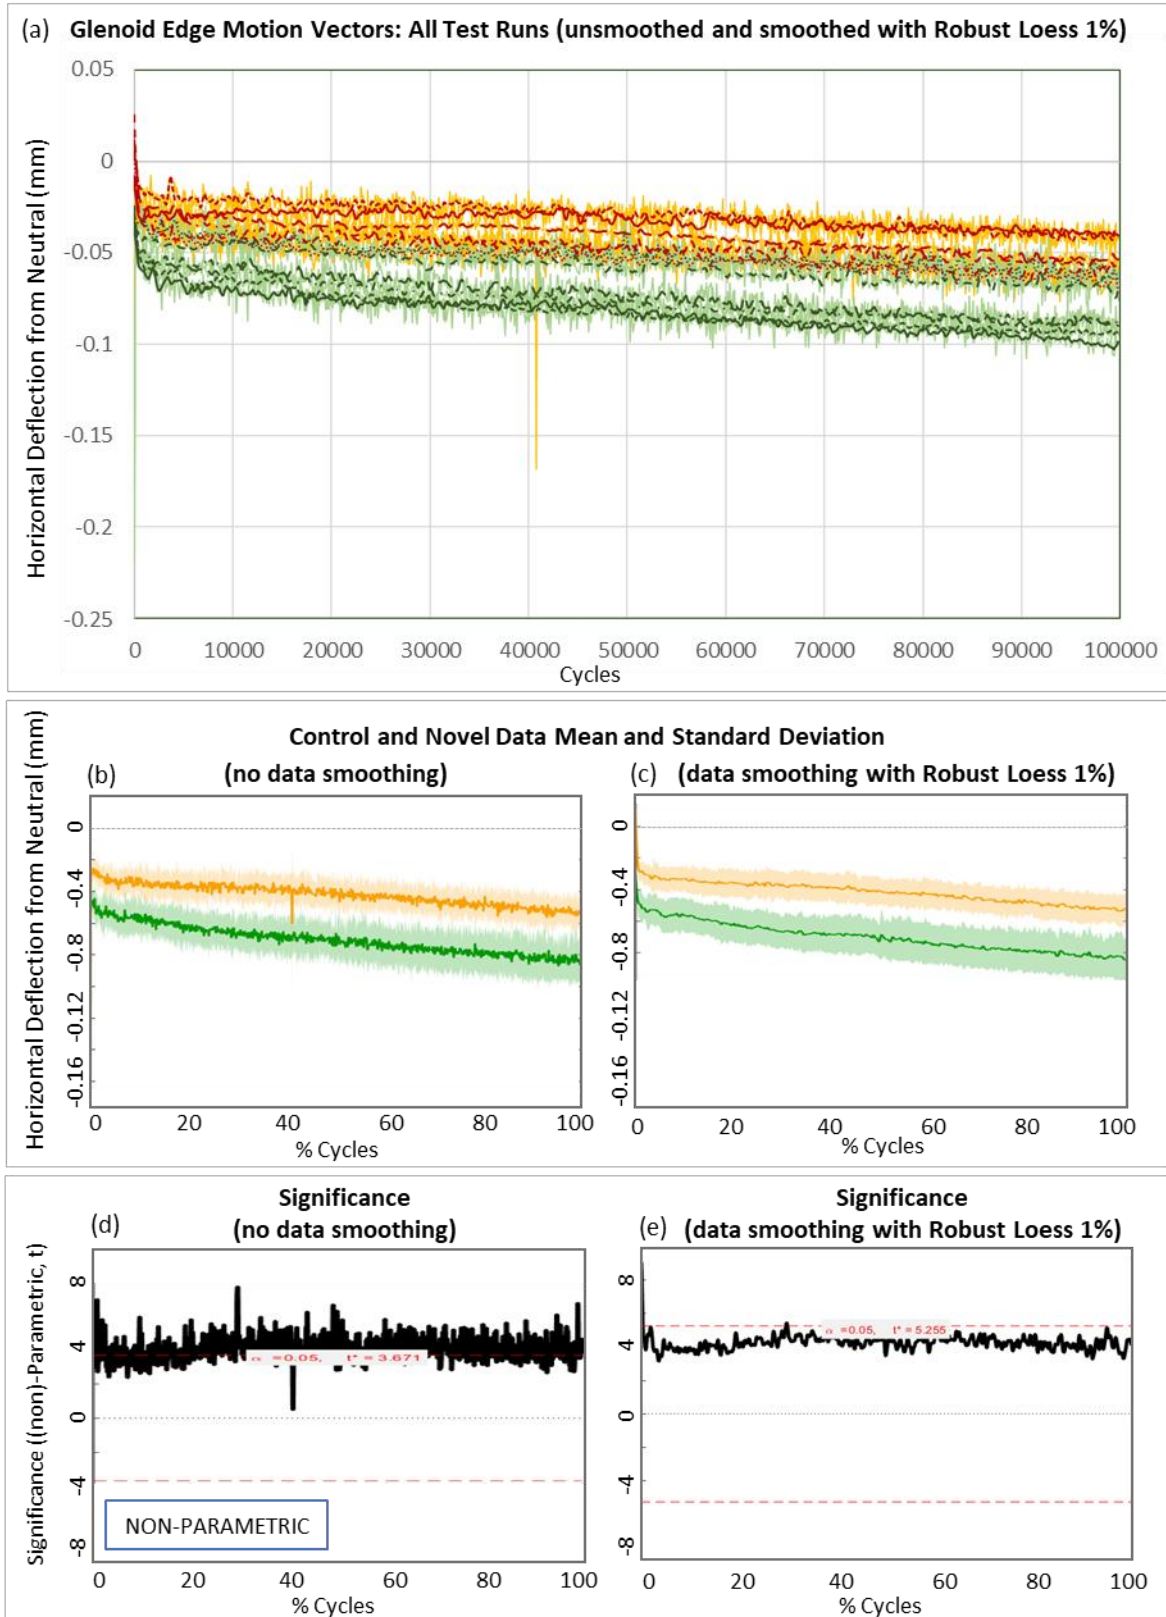 (a) Glenoid Edge Motion Vectors: All Test Runs (unsmoothed and smoothed with Robust Loess 1%)
Horizontal Deflection from Neutral (mm)
0.05
0
-0.05
-0.1
-0.15
-0.2
-0.25
0 10000 20000 30000 40000 50000 60000 70000 80000 90000 100000
Cycles
Control and Novel Data Mean and Standard Deviation
(b) (no data smoothing)
(c) (data smoothing with Robust Loess 1%)
Horizontal Deflection from Neutral (mm)
0
-0.4
-0.8
-0.12
-0.16
0 20 40 60 80 100
% Cycles
0
-0.4
-0.8
-0.12
-0.16
0 20 40 60 80 100
% Cycles
Significance
(d) (no data smoothing)
Significance
(e) (data smoothing with Robust Loess 1%)
Significance ((non)-Parametric, t)
8
4
0
-4
-8
α =0.05, t* = 3.671
NON-PARAMETRIC
0 20 40 60 80 100
% Cycles
8
4
0
-4
-8
α =0.05, t* = 5.255
0 20 40 60 80 100
% Cycles